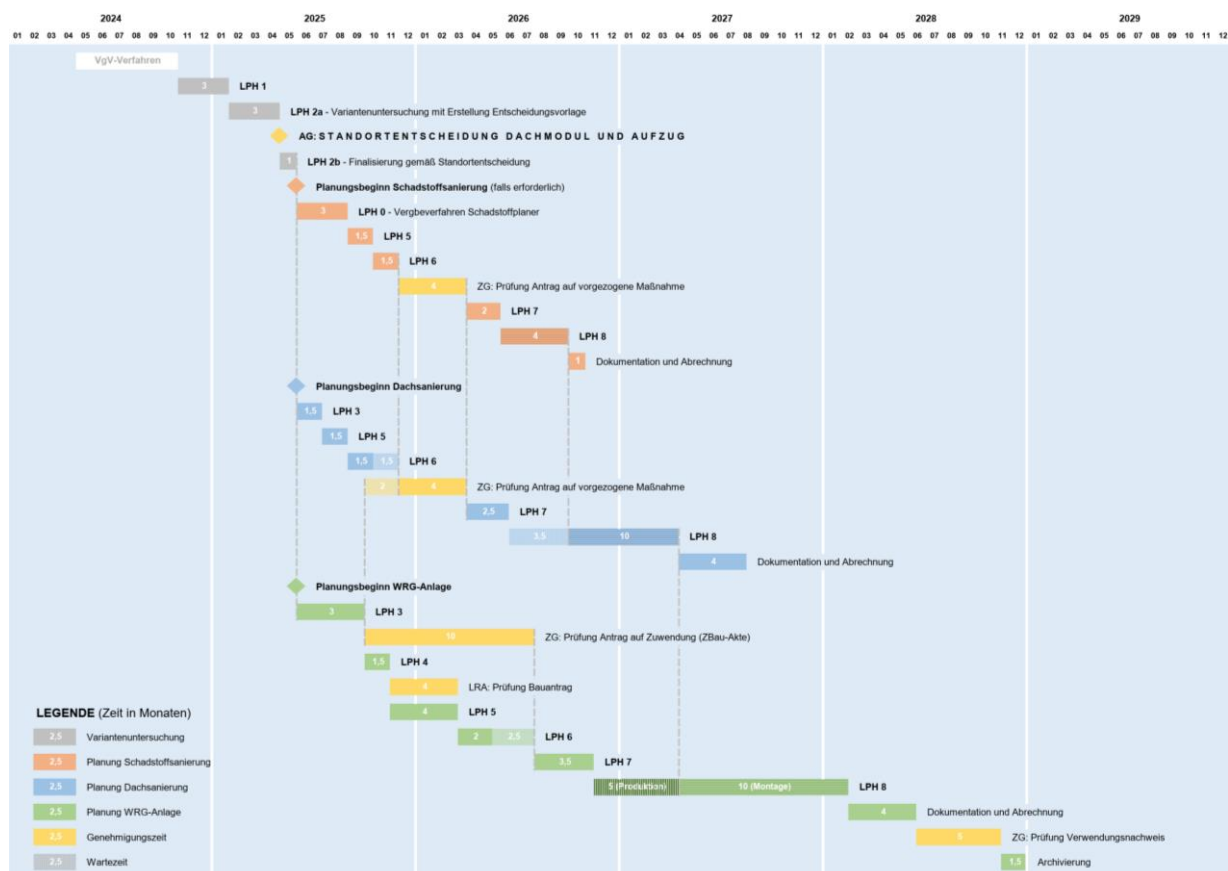 2024 2025 2026 2027 2028 2029
01 02 03 04 05 06 07 08 09 10 11 12 01 02 03 04 05 06 07 08 09 10 11 12 01 02 03 04 05 06 07 08 09 10 11 12 01 02 03 04 05 06 07 08 09 10 11 12 01 02 03 04 05 06 07 08 09 10 11 12 01 02 03 04 05 06 07 08 09 10 11 12
VgV-Verfahren
3 LPH 1
3 LPH 2a - Variantenuntersuchung mit Erstellung Entscheidungsvorlage
AG: STANDORTENTSCHEIDUNG DACHMODUL UND AUFZUG
1 LPH 2b - Finalisierung gemäß Standortentscheidung
Planungsbeginn Schadstoffsanierung (falls erforderlich)
3 LPH 0 - Vergbeverfahren Schadstoffplaner
1,5 LPH 5
1,5 LPH 6
4 ZG: Prüfung Antrag auf vorgezogene Maßnahme
2 LPH 7
4 LPH 8
1 Dokumentation und Abrechnung
Planungsbeginn Dachsanierung
1,5 LPH 3
1,5 LPH 5
1,5 1,5 LPH 6
2 4 ZG: Prüfung Antrag auf vorgezogene Maßnahme
2,5 LPH 7
3,5 10 LPH 8
4 Dokumentation und Abrechnung
Planungsbeginn WRG-Anlage
3 LPH 3
10 ZG: Prüfung Antrag auf Zuwendung (ZBau-Akte)
1,5 LPH 4
4 LRA: Prüfung Bauantrag
4 LPH 5
2 2,5 LPH 6
3,5 LPH 7
5 (Produktion) 10 (Montage) LPH 8
4 Dokumentation und Abrechnung
ZG: Prüfung Verwendungsnachweis
1,5 Archivierung
LEGENDE (Zeit in Monaten)
2,5 Variantenuntersuchung
2,5 Planung Schadstoffsanierung
2,5 Planung Dachsanierung
2,5 Planung WRG-Anlage
2,5 Genehmigungszeit
2,5 Wartezeit